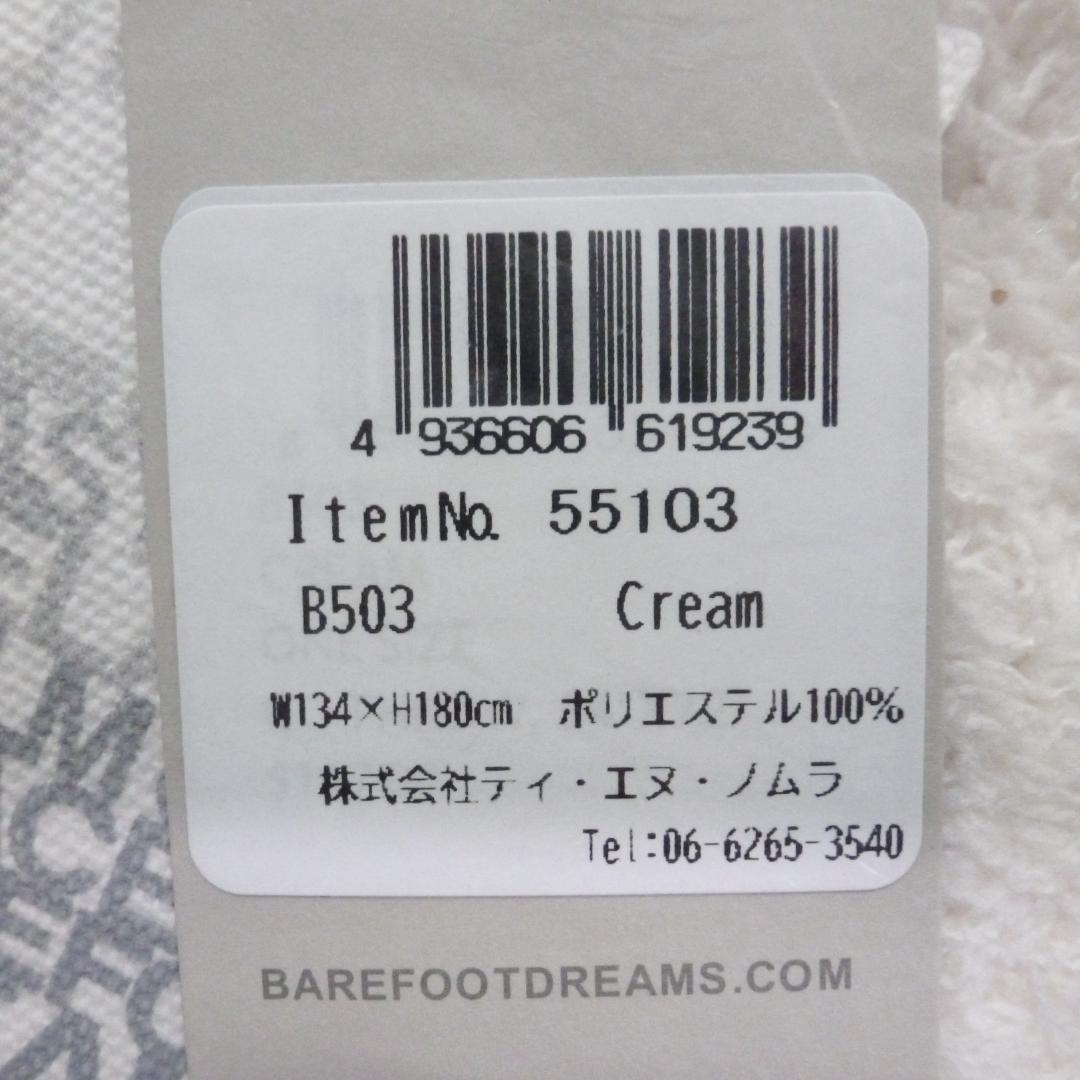 4 936606 619239
ItemNo. 55103
B503 Cream
W134×H180cm ポリエステル100%
株式会社ティ・エヌ・ノムラ
Tel:06-6265-3540
BAREFOOTDREAMS.COM